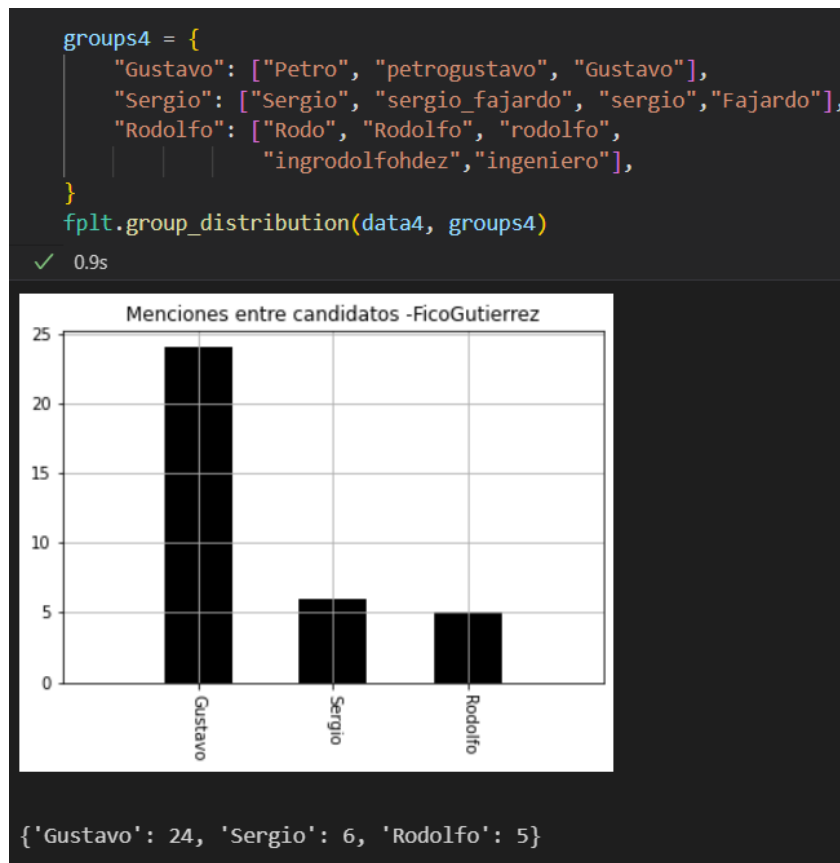 groups4 = {
"Gustavo": ["Petro", "petrogustavo", "Gustavo"],
"Sergio": ["Sergio", "sergio_fajardo", "sergio","Fajardo"],
"Rodolfo": ["Rodo", "Rodolfo", "rodolfo",
"ingrodolfohdez","ingeniero"],
}
fplt.group_distribution(data4, groups4)
✓ 0.9s
Menciones entre candidatos -FicoGutierrez
25
20
15
10
5
0
Gustavo
Sergio
Rodolfo
{'Gustavo': 24, 'Sergio': 6, 'Rodolfo': 5}